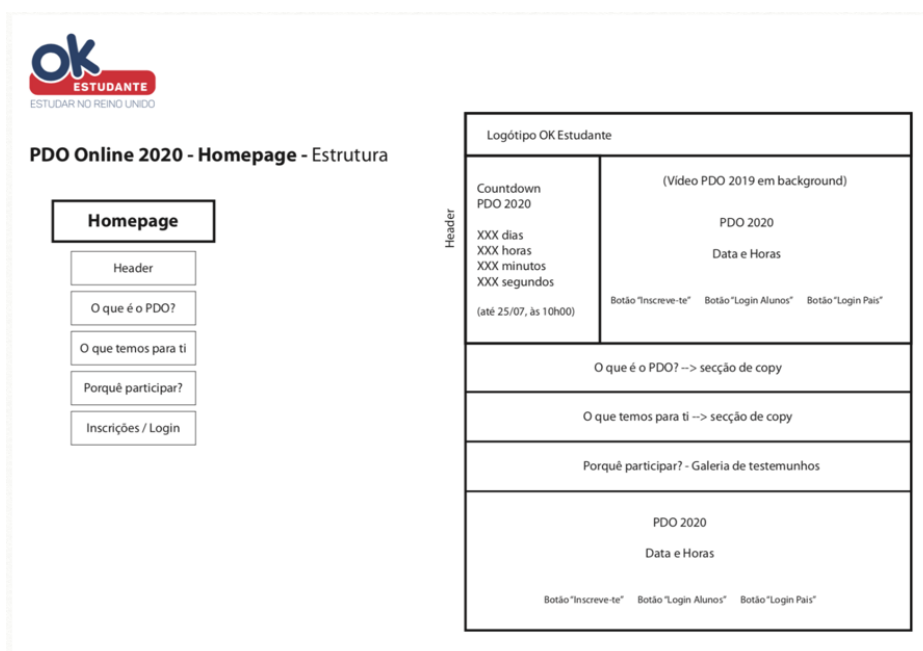 ok
ESTUDANTE
ESTUDAR NO REINO UNIDO
PDO Online 2020 - Homepage - Estrutura
Homepage
Header
O que é o PDO?
O que temos para ti
Porquê participar?
Inscrições / Login
Header
Logótipo OK Estudante
Countdown
PDO 2020
XXX dias
XXX horas
XXX minutos
XXX segundos
(até 25/07, às 10h00)
(Vídeo PDO 2019 em background)
PDO 2020
Data e Horas
Botão "Inscreve-te" Botão "Login Alunos" Botão "Login Pais"
O que é o PDO? --> secção de copy
O que temos para ti --> secção de copy
Porquê participar? - Galeria de testemunhos
PDO 2020
Data e Horas
Botão "Inscreve-te" Botão "Login Alunos" Botão "Login Pais"